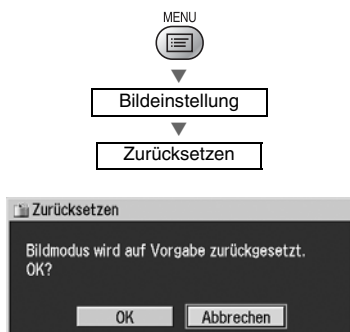 MENU
Bildeinstellung
Zurücksetzen
Zurücksetzen
Bildmodus wird auf Vorgabe zurückgesetzt.
OK?
OK
Abbrechen